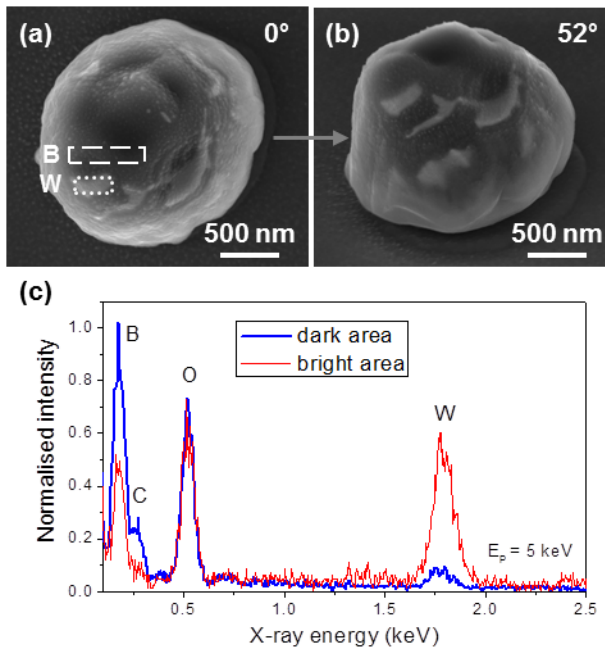 (a) 0°
B
W
500 nm
(b) 52°
500 nm
(c)
Normalised intensity
1.0
0.8
0.6
0.4
0.2
0.0
B
C
O
dark area
bright area
W
Eₚ = 5 keV
0.5 1.0 1.5 2.0 2.5
X-ray energy (keV)